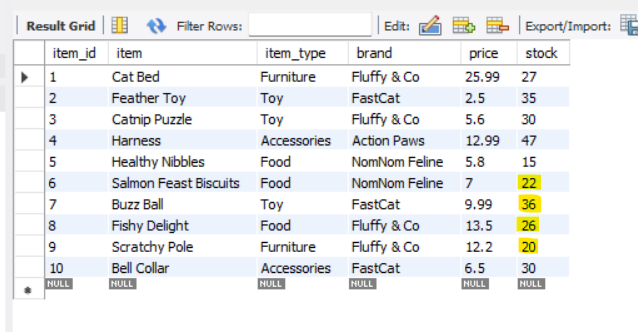 Result Grid Filter Rows: Edit: Export/Import:
item_id item item_type brand price stock
1 Cat Bed Furniture Fluffy & Co 25.99 27
2 Feather Toy Toy FastCat 2.5 35
3 Catnip Puzzle Toy Fluffy & Co 5.6 30
4 Harness Accessories Action Paws 12.99 47
5 Healthy Nibbles Food NomNom Feline 5.8 15
6 Salmon Feast Biscuits Food NomNom Feline 7 22
7 Buzz Ball Toy FastCat 9.99 36
8 Fishy Delight Food Fluffy & Co 13.5 26
9 Scratchy Pole Furniture Fluffy & Co 12.2 20
10 Bell Collar Accessories FastCat 6.5 30
NULL NULL NULL NULL NULL NULL